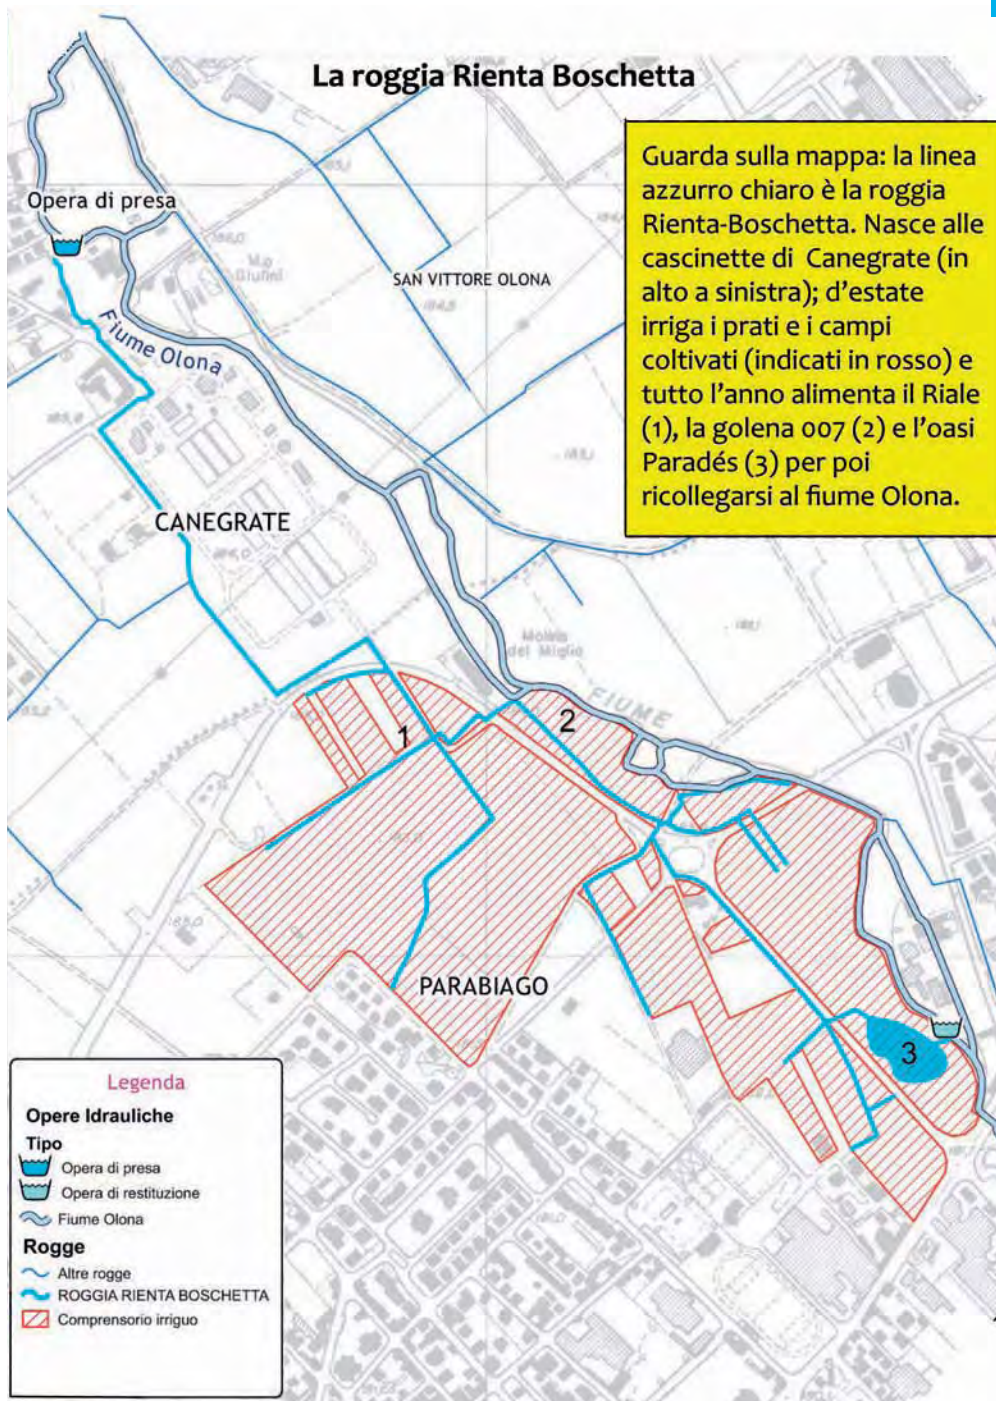 La roggia Rienta Boschetta
Guarda sulla mappa: la linea
azzurro chiaro è la roggia
Rienta-Boschetta. Nasce alle
cascinette di Canegrate (in
alto a sinistra); d'estate
irriga i prati e i campi
coltivati (indicati in rosso) e
tutto l'anno alimenta il Riale
(1), la golena 007 (2) e l'oasi
Paradés (3) per poi
ricollegarsi al fiume Olona.
Opera di presa
SAN VITTORE OLONA
Fiume Olona
CANEGRATE
Molino
del Miglio
FIUME
1
2
PARABIAGO
3
Legenda
Opere Idrauliche
Tipo
Opera di presa
Opera di restituzione
Fiume Olona
Rogge
Altre rogge
ROGGIA RIENTA BOSCHETTA
Comprensorio irriguo